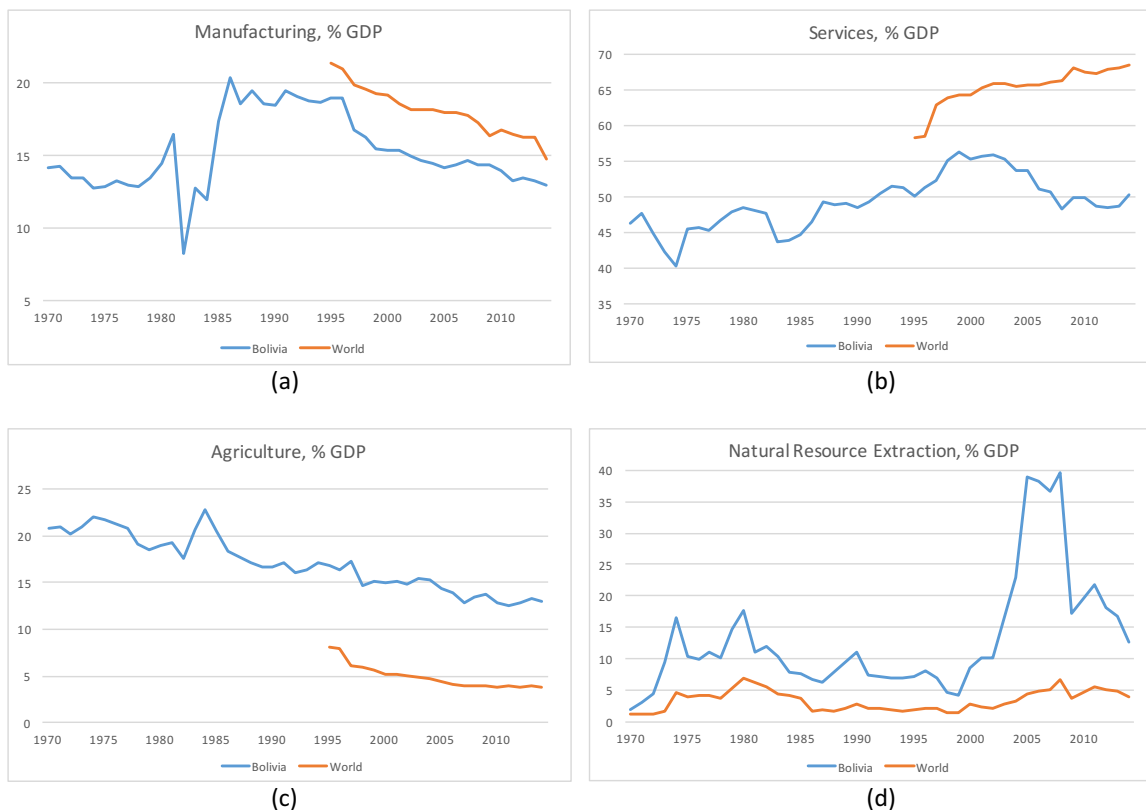 Manufacturing, % GDP
20
15
10
5
1970 1975 1980 1985 1990 1995 2000 2005 2010
Bolivia World
(a)
Services, % GDP
70
65
60
55
50
45
40
35
1970 1975 1980 1985 1990 1995 2000 2005 2010
Bolivia World
(b)
Agriculture, % GDP
25
20
15
10
5
0
1970 1975 1980 1985 1990 1995 2000 2005 2010
Bolivia World
(c)
Natural Resource Extraction, % GDP
40
35
30
25
20
15
10
5
0
1970 1975 1980 1985 1990 1995 2000 2005 2010
Bolivia World
(d)